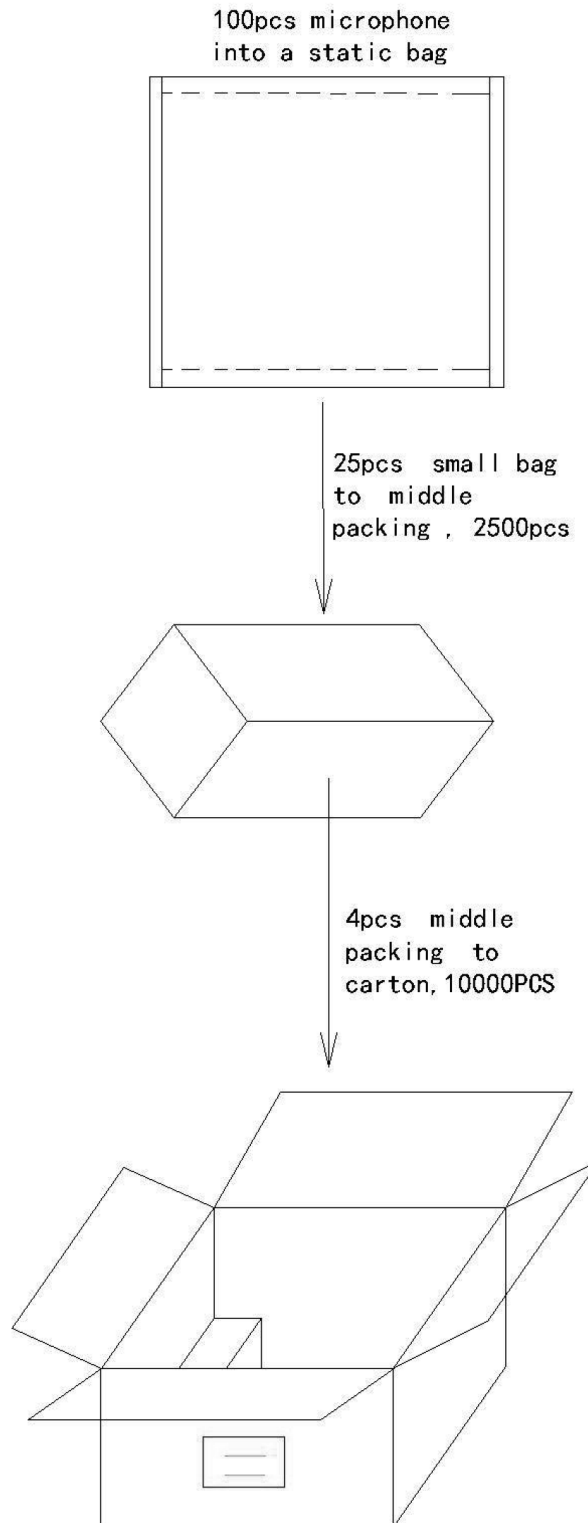 100pcs microphone
into a static bag
25pcs small bag
to middle
packing , 2500pcs
4pcs middle
packing to
carton, 10000PCS